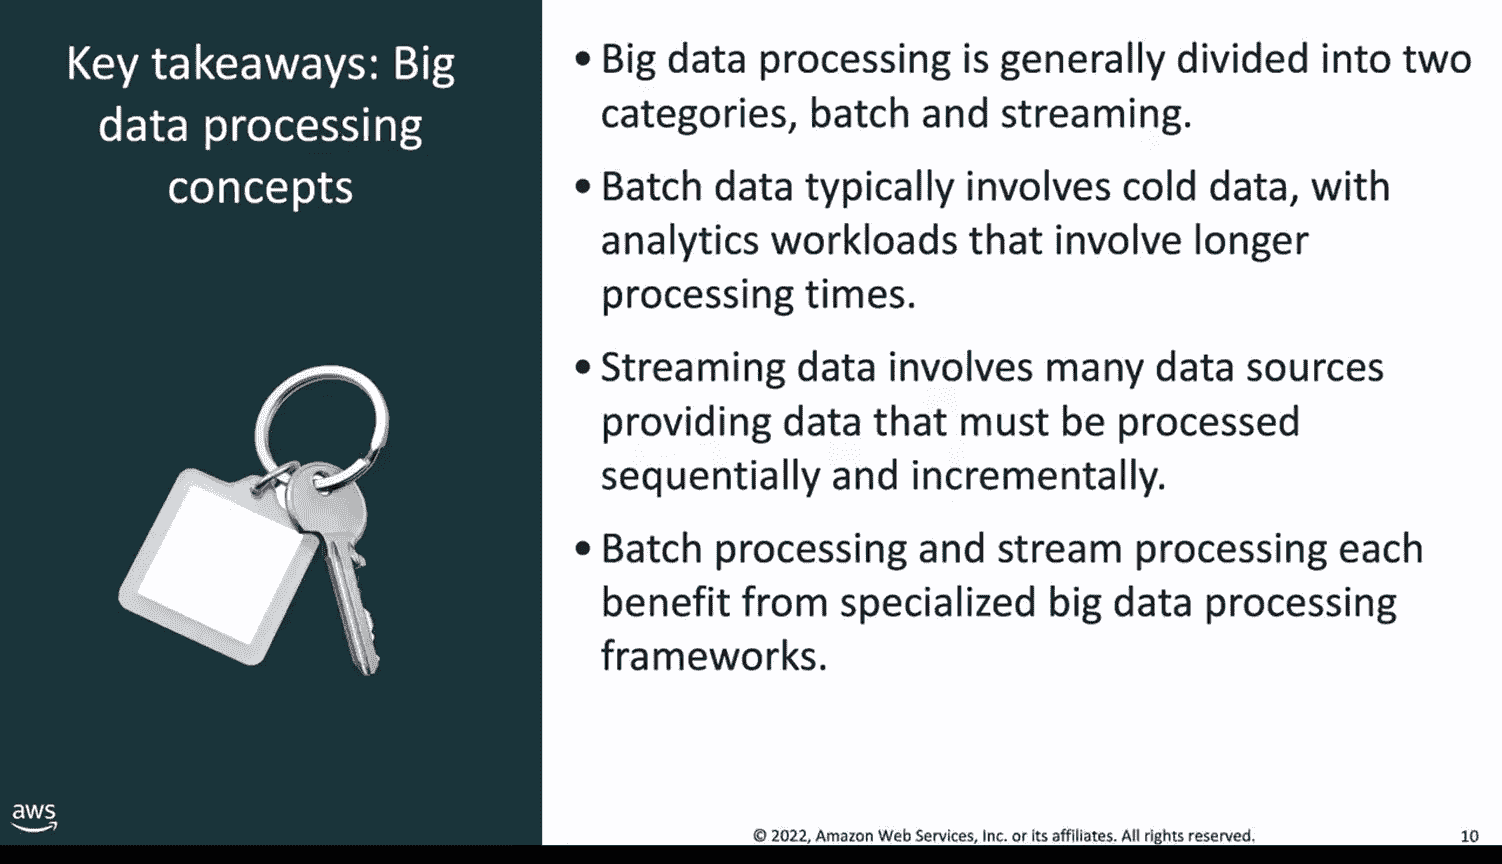 Key takeaways: Big
data processing
concepts
• Big data processing is generally divided into two
categories, batch and streaming.
• Batch data typically involves cold data, with
analytics workloads that involve longer
processing times.
• Streaming data involves many data sources
providing data that must be processed
sequentially and incrementally.
• Batch processing and stream processing each
benefit from specialized big data processing
frameworks.
aws
© 2022, Amazon Web Services, Inc. or its affiliates. All rights reserved.
10